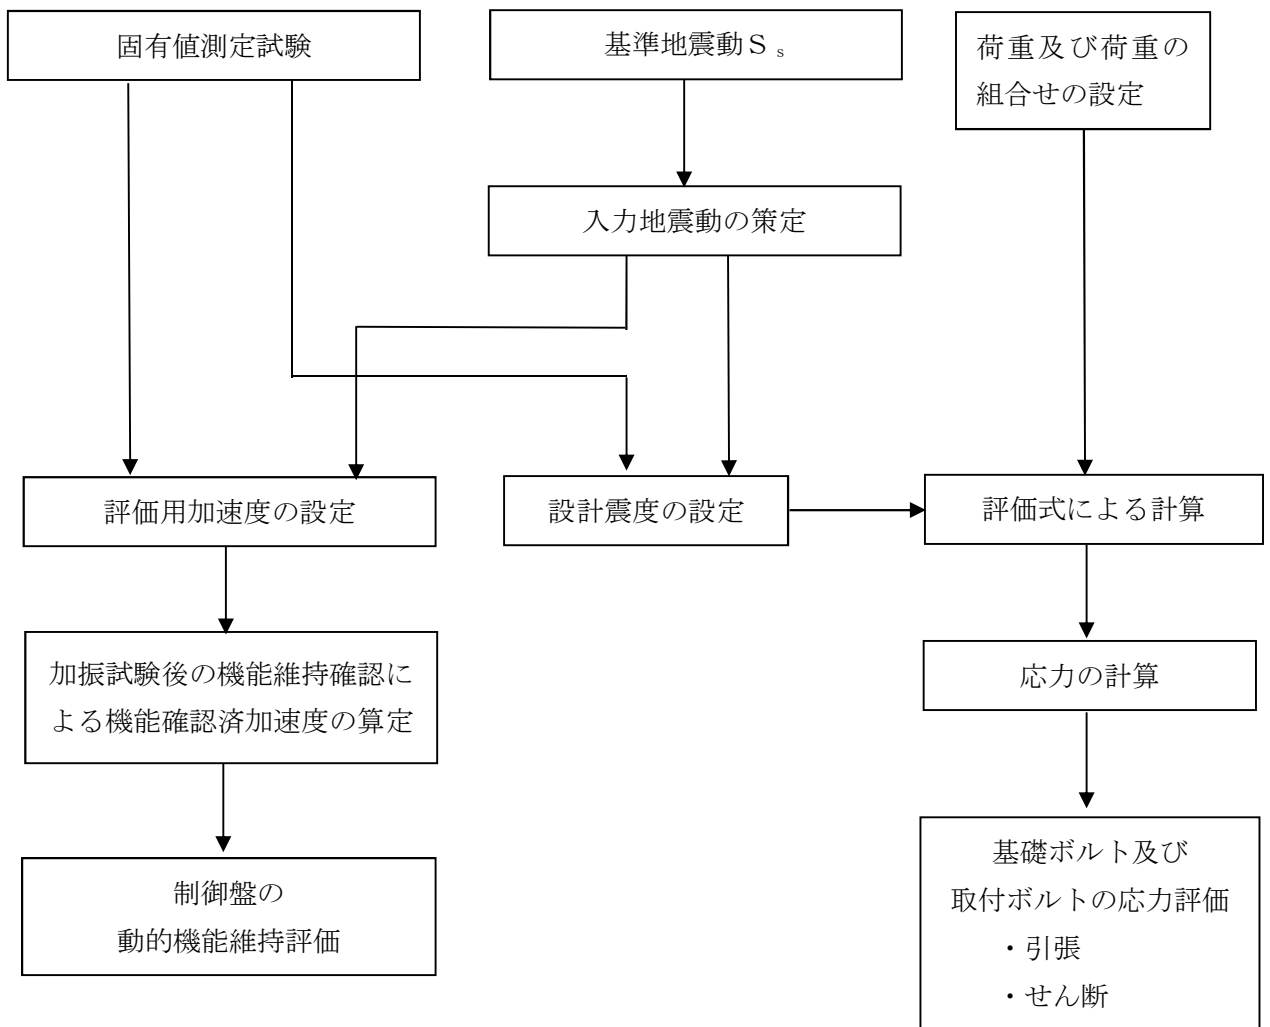 固有値測定試験
基準地震動Ｓｓ
荷重及び荷重の
組合せの設定
入力地震動の策定
評価用加速度の設定
設計震度の設定
評価式による計算
加振試験後の機能維持確認に
よる機能確認済加速度の算定
応力の計算
制御盤の
動的機能維持評価
基礎ボルト及び
取付ボルトの応力評価
・引張
・せん断